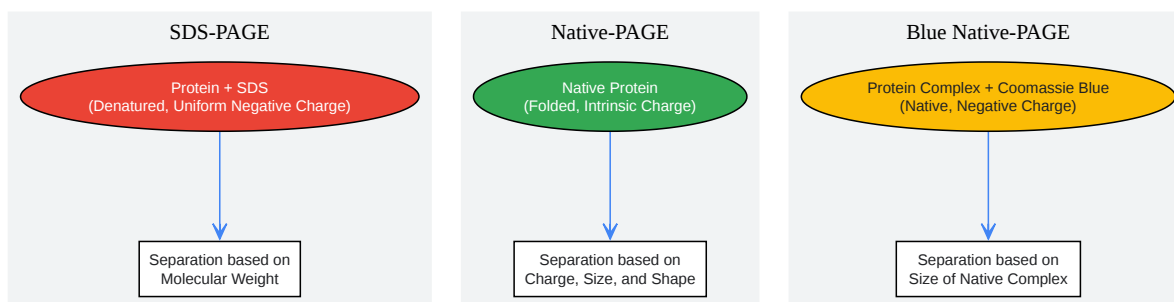 SDS-PAGE
Protein + SDS
(Denatured, Uniform Negative Charge)
Separation based on
Molecular Weight
Native-PAGE
Native Protein
(Folded, Intrinsic Charge)
Separation based on
Charge, Size, and Shape
Blue Native-PAGE
Protein Complex + Coomassie Blue
(Native, Negative Charge)
Separation based on
Size of Native Complex